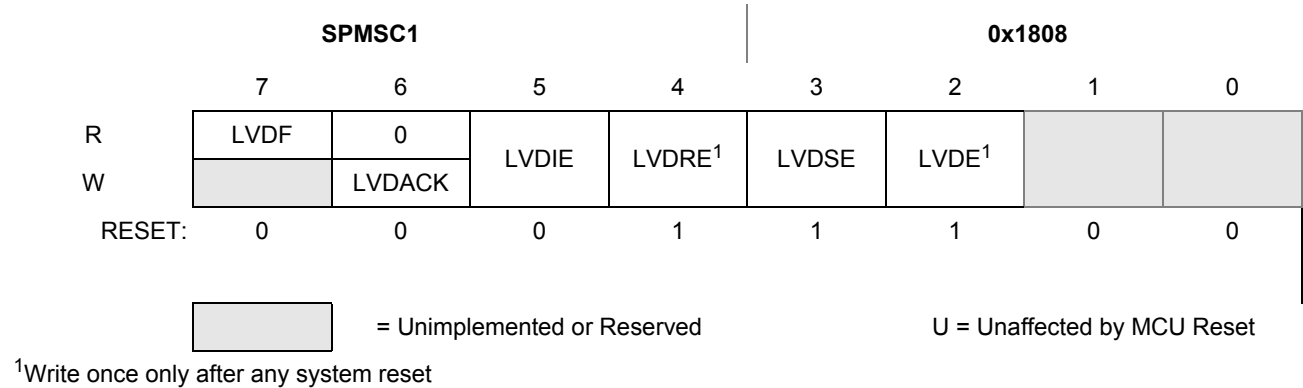 SPMSC1 0x1808
7 6 5 4 3 2 1 0
R LVDF 0 LVDIE LVDRE1 LVDSE LVDE1
W LVDACK
RESET: 0 0 0 1 1 1 0 0
= Unimplemented or Reserved U = Unaffected by MCU Reset
1Write once only after any system reset